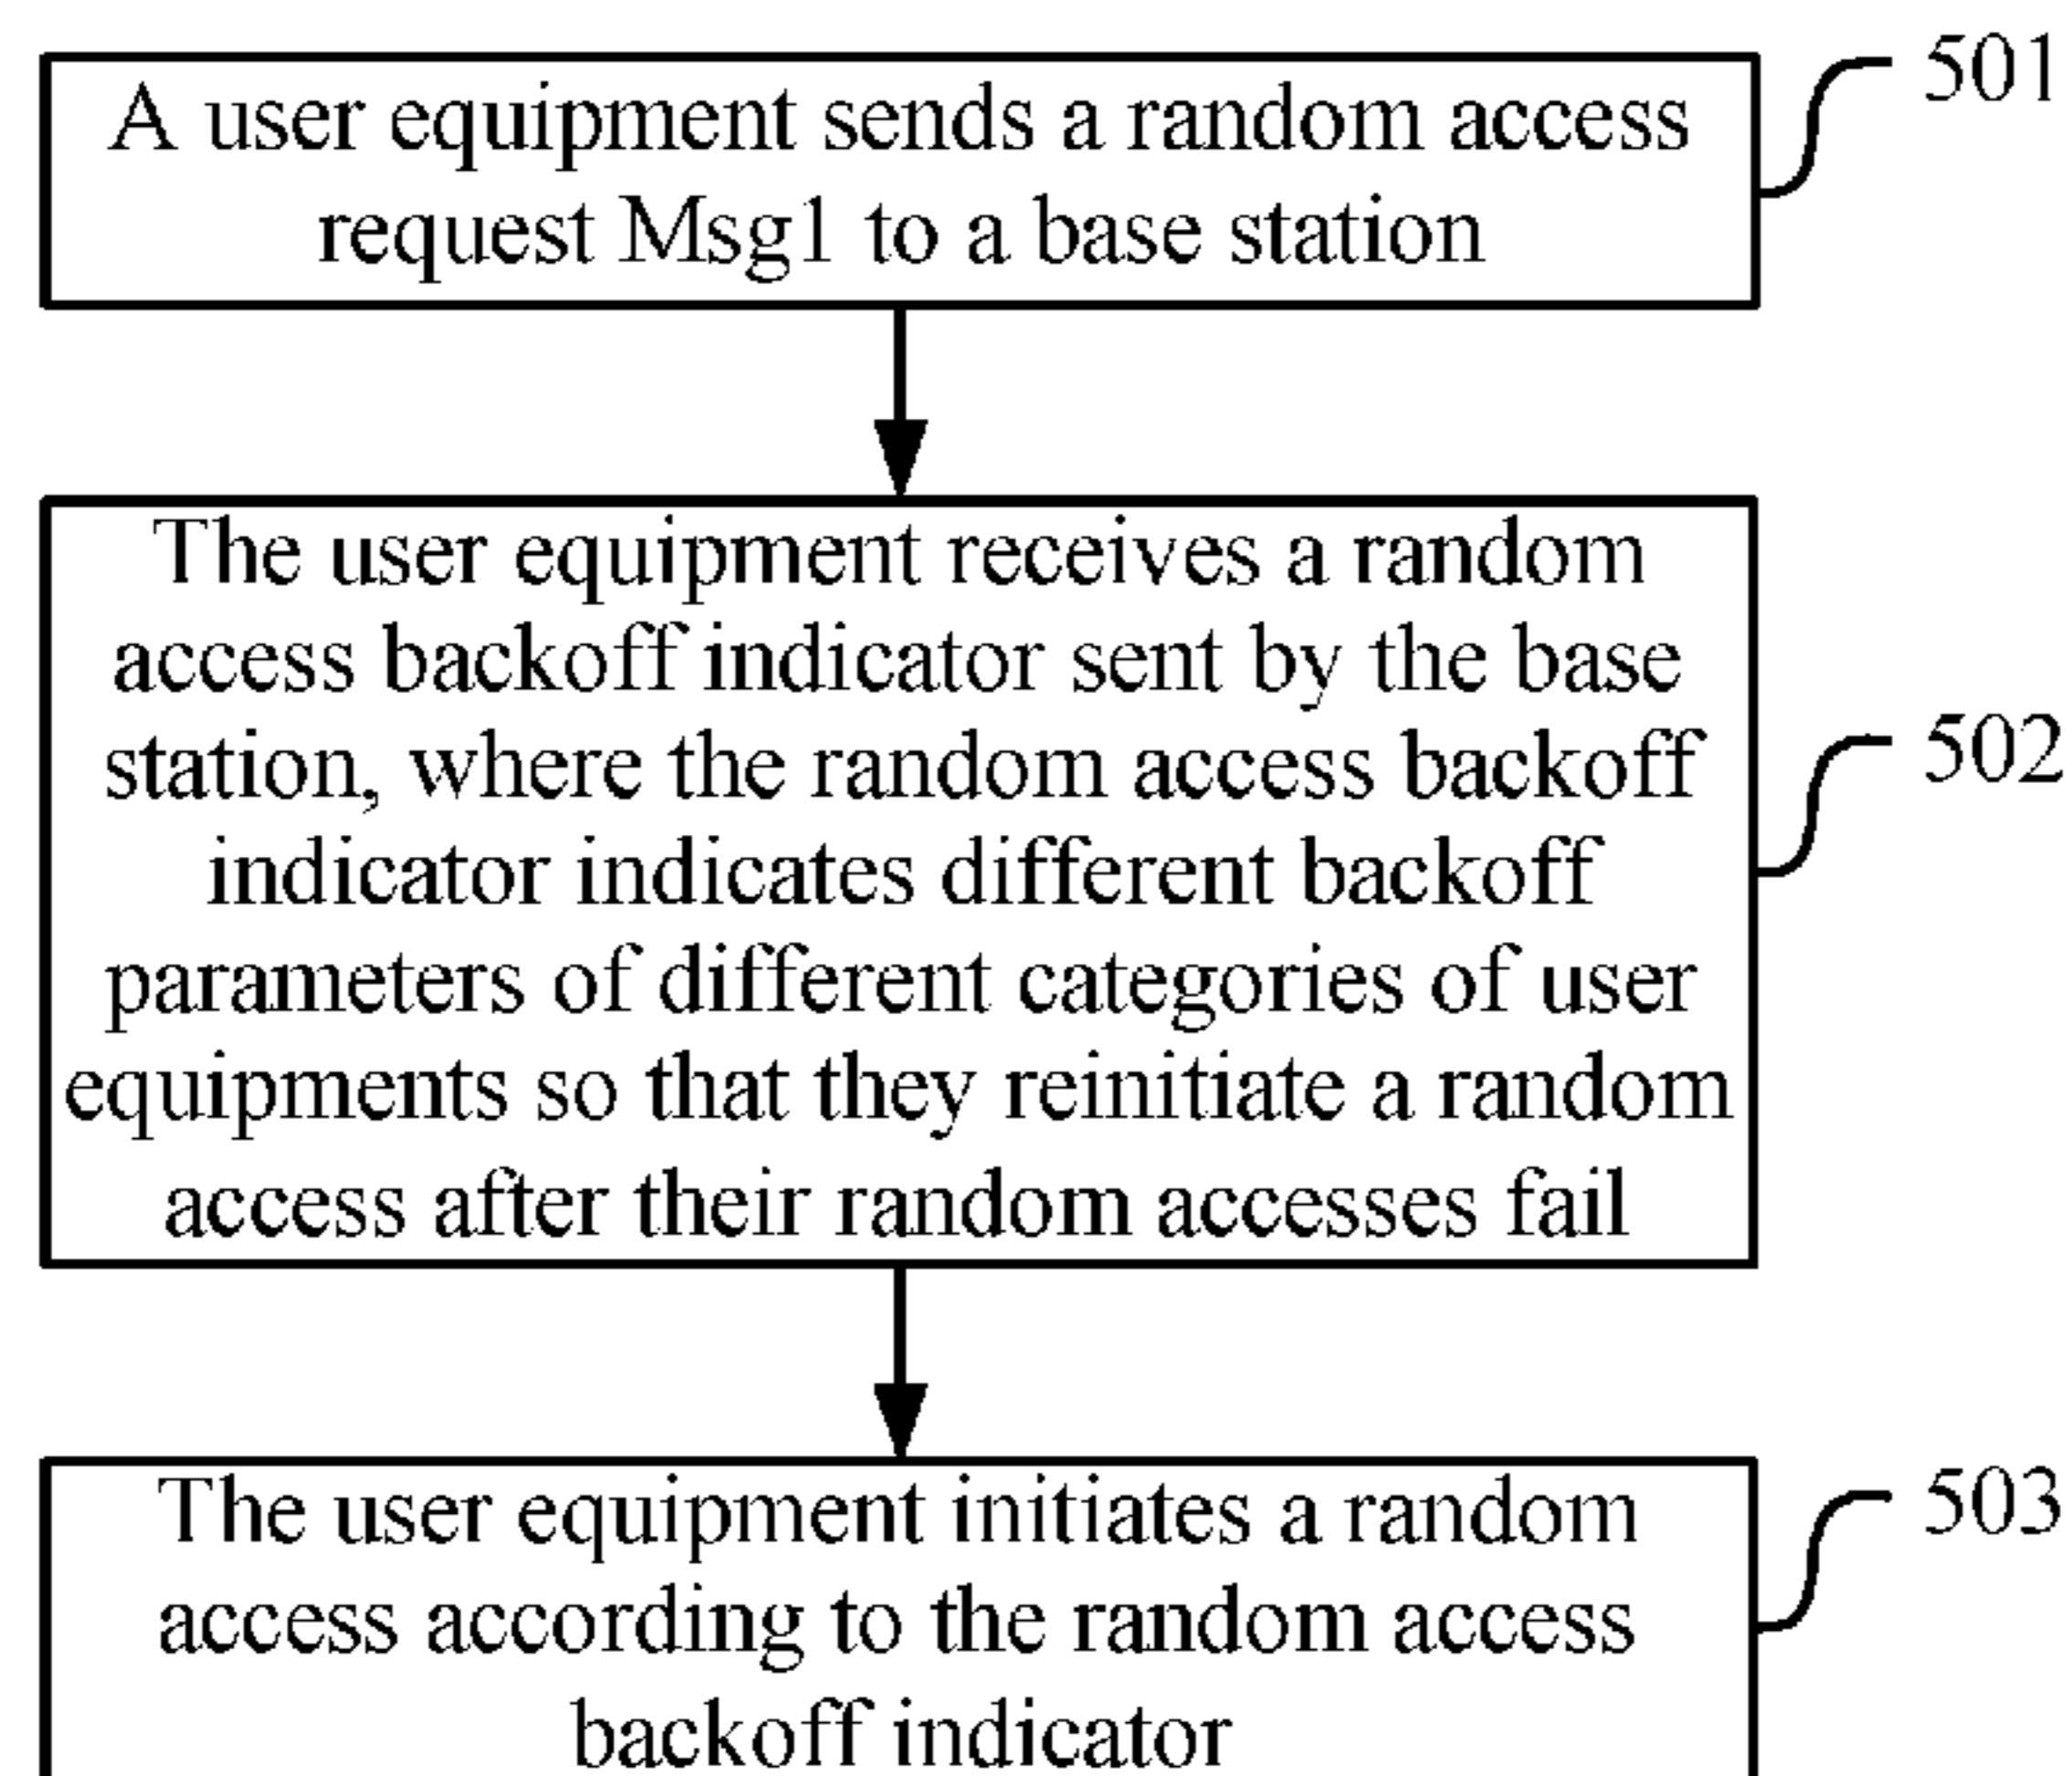 A user equipment sends a random access
request Msg1 to a base station
501
The user equipment receives a random
access backoff indicator sent by the base
station, where the random access backoff
indicator indicates different backoff
parameters of different categories of user
equipments so that they reinitiate a random
access after their random accesses fail
502
The user equipment initiates a random
access according to the random access
backoff indicator
503